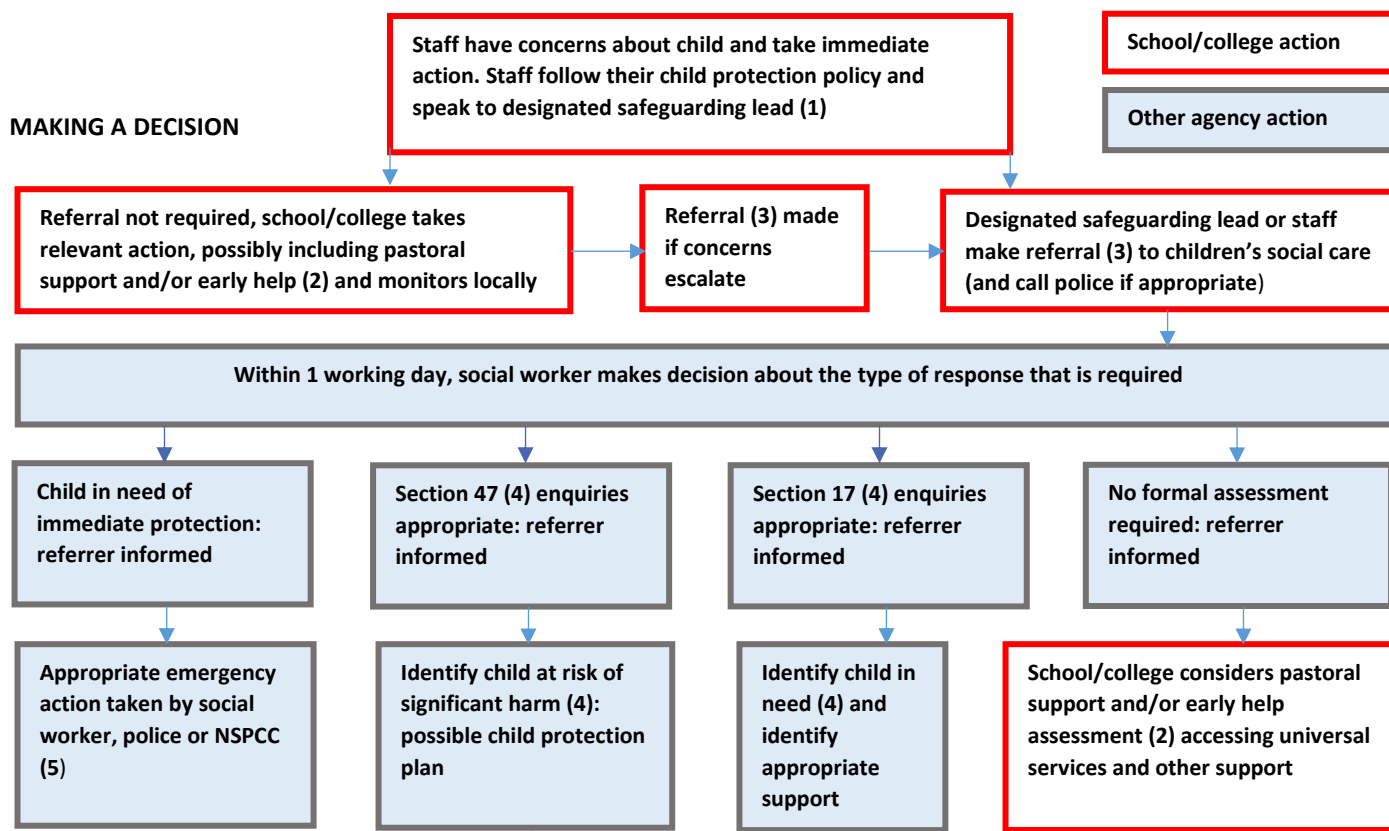 Staff have concerns about child and take immediate
action. Staff follow their child protection policy and
speak to designated safeguarding lead (1)
School/college action
Other agency action
MAKING A DECISION
Referral not required, school/college takes
relevant action, possibly including pastoral
support and/or early help (2) and monitors locally
Referral (3) made
if concerns
escalate
Designated safeguarding lead or staff
make referral (3) to children’s social care
(and call police if appropriate)
Within 1 working day, social worker makes decision about the type of response that is required
Child in need of
immediate protection:
referrer informed
Section 47 (4) enquiries
appropriate: referrer
informed
Section 17 (4) enquiries
appropriate: referrer
informed
No formal assessment
required: referrer
informed
Appropriate emergency
action taken by social
worker, police or NSPCC
(5)
Identify child at risk of
significant harm (4):
possible child protection
plan
Identify child in
need (4) and
identify
appropriate
support
School/college considers pastoral
support and/or early help
assessment (2) accessing universal
services and other support